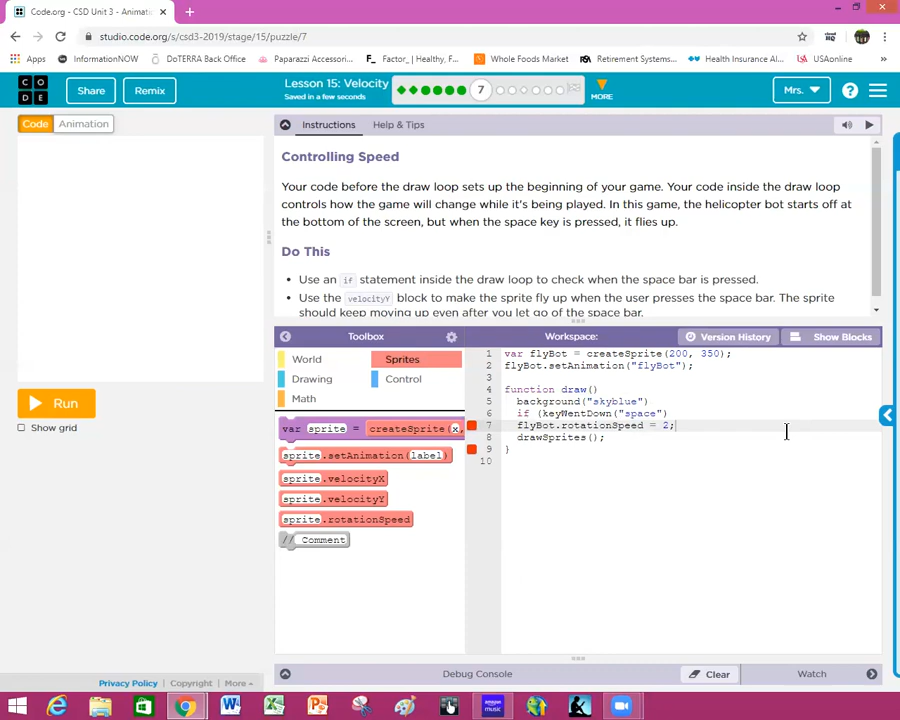 Code.org - CSD Unit 3 - Animatio
studio.code.org/s/csd3-2019/stage/15/puzzle/7
Apps InformationNOW DoTERRA Back Office Paparazzi Accessori... Factor_ | Healthy, F... Whole Foods Market Retirement Systems... Health Insurance Al... USAonline »
C O D E
Share
Remix
Lesson 15: Velocity
Saved in a few seconds
7
MORE
Mrs.
Code
Animation
Instructions
Help & Tips
Controlling Speed
Your code before the draw loop sets up the beginning of your game. Your code inside the draw loop
controls how the game will change while it's being played. In this game, the helicopter bot starts off at
the bottom of the screen, but when the space key is pressed, it flies up.
Do This
• Use an if statement inside the draw loop to check when the space bar is pressed.
• Use the velocityY block to make the sprite fly up when the user presses the space bar. The sprite
should keep moving up even after you let go of the space bar.
Run
Show grid
Toolbox
World
Sprites
Drawing
Control
Math
var sprite = createSprite(x,
sprite.setAnimation(label)
sprite.velocityX
sprite.velocityY
sprite.rotationSpeed
// Comment
Workspace:
Version History
Show Blocks
1 var flyBot = createSprite(200, 350);
2 flyBot.setAnimation("flyBot");
3
4 function draw()
5 background("skyblue")
6 if (keyWentDown("space")
7 flyBot.rotationSpeed = 2;
8 drawSprites();
9 }
10
Debug Console
Clear
Watch
Privacy Policy | Copyright | More